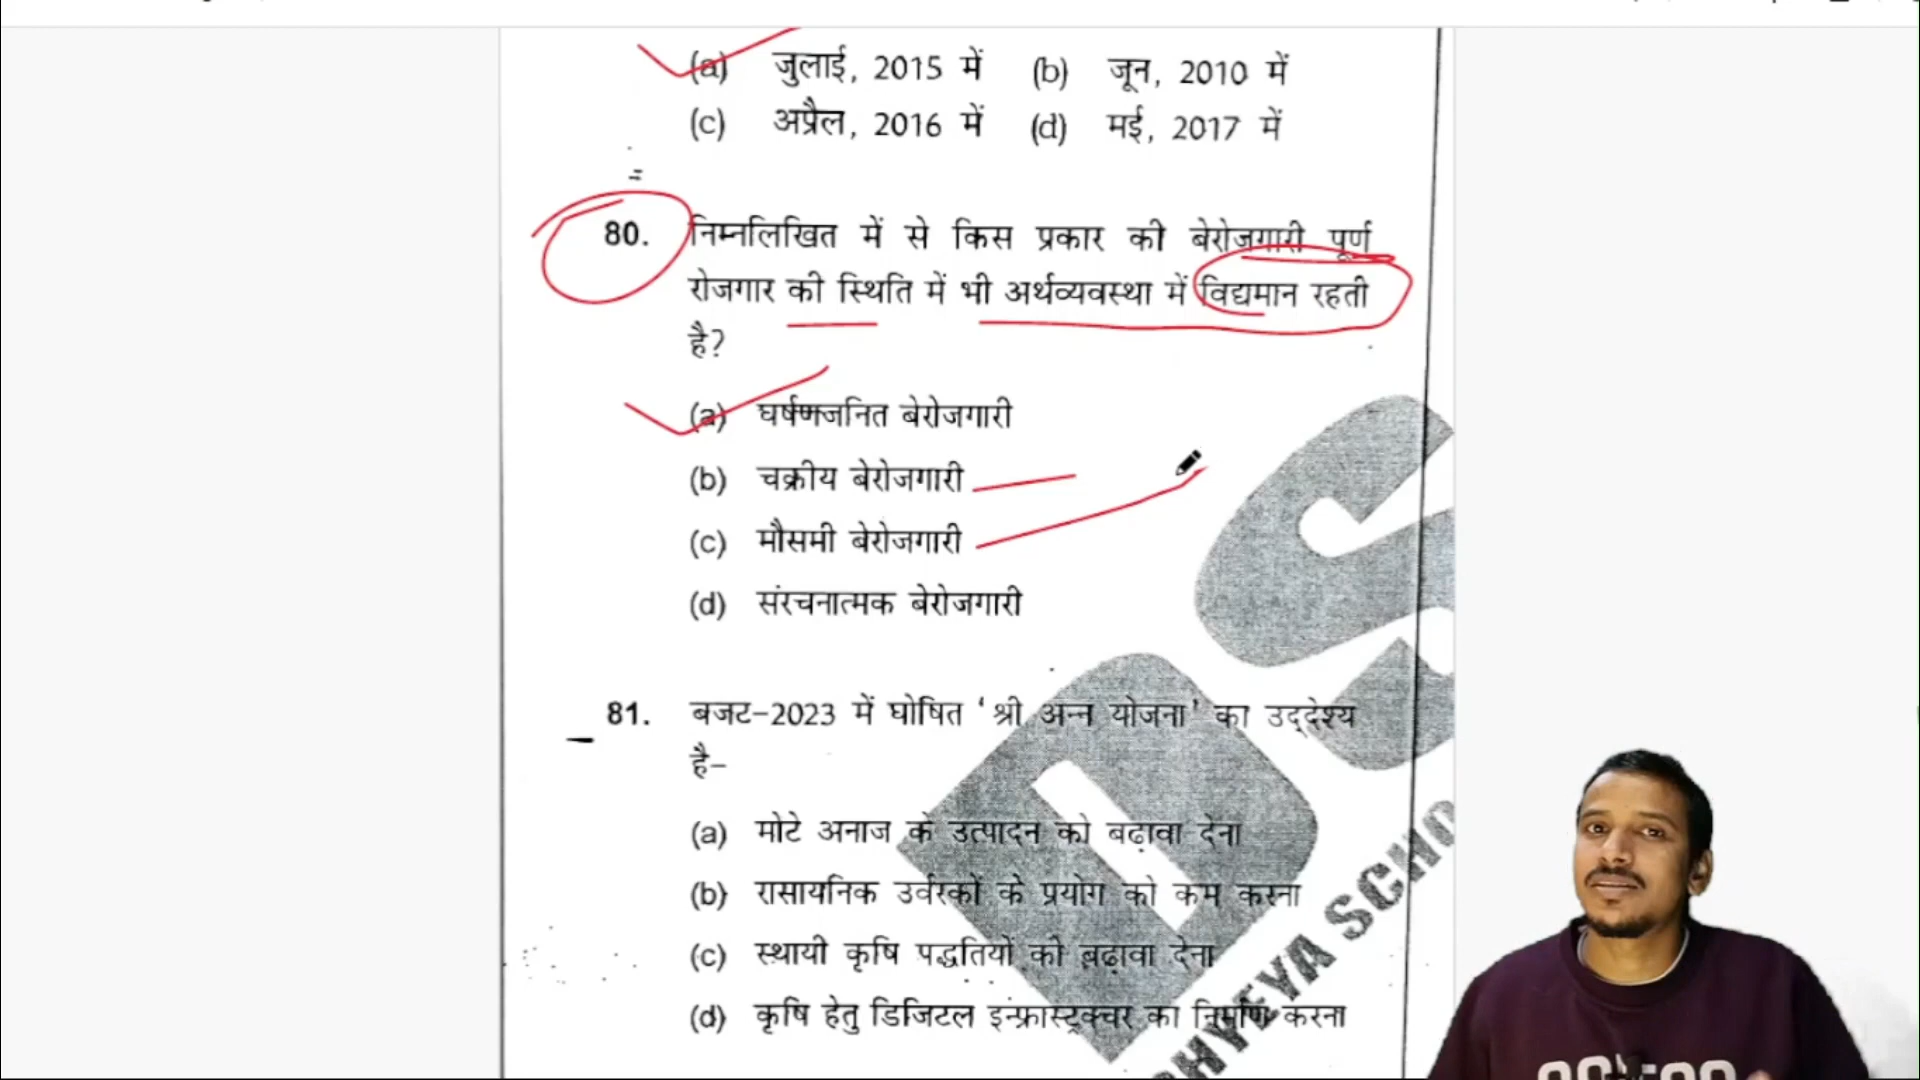 (a) जुलाई, 2015 में (b) जून, 2010 में
(c) अप्रैल, 2016 में (d) मई, 2017 में
80. निम्नलिखित में से किस प्रकार की बेरोजगारी पूर्ण
रोजगार की स्थिति में भी अर्थव्यवस्था में विद्यमान रहती
है?
(a) घर्षणजनित बेरोजगारी
(b) चक्रीय बेरोजगारी
(c) मौसमी बेरोजगारी
(d) संरचनात्मक बेरोजगारी
81. बजट-2023 में घोषित 'श्री अन्न योजना' का उद्देश्य
है-
(a) मोटे अनाज के उत्पादन को बढ़ावा देना
(b) रासायनिक उर्वरकों के प्रयोग को कम करना
(c) स्थायी कृषि पद्धतियों को बढ़ावा देना
(d) कृषि हेतु डिजिटल इन्फ्रास्ट्रक्चर का निर्माण करना